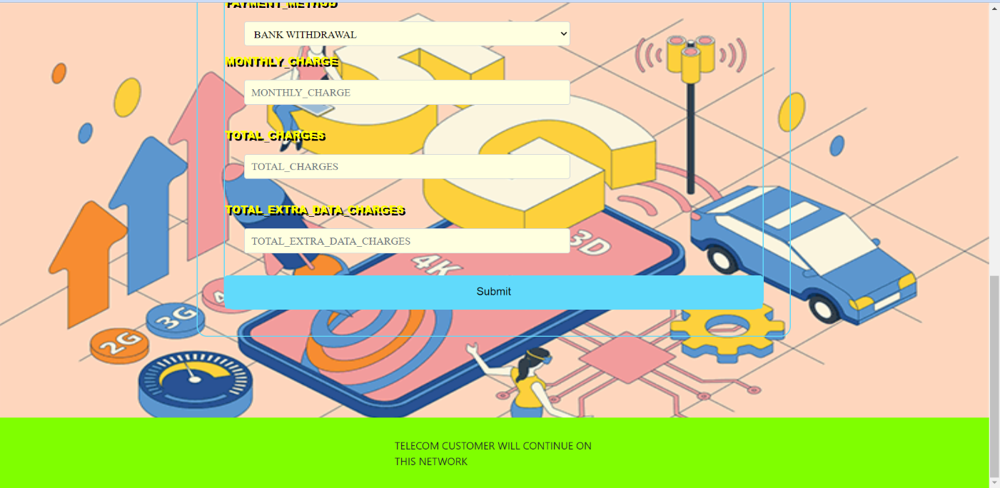 PAYMENT_METHOD
BANK WITHDRAWAL
MONTHLY_CHARGE
MONTHLY_CHARGE
TOTAL_CHARGES
TOTAL_CHARGES
TOTAL_EXTRA_DATA_CHARGES
TOTAL_EXTRA_DATA_CHARGES
3D
4K
Submit
3G
2G
TELECOM CUSTOMER WILL CONTINUE ON
THIS NETWORK